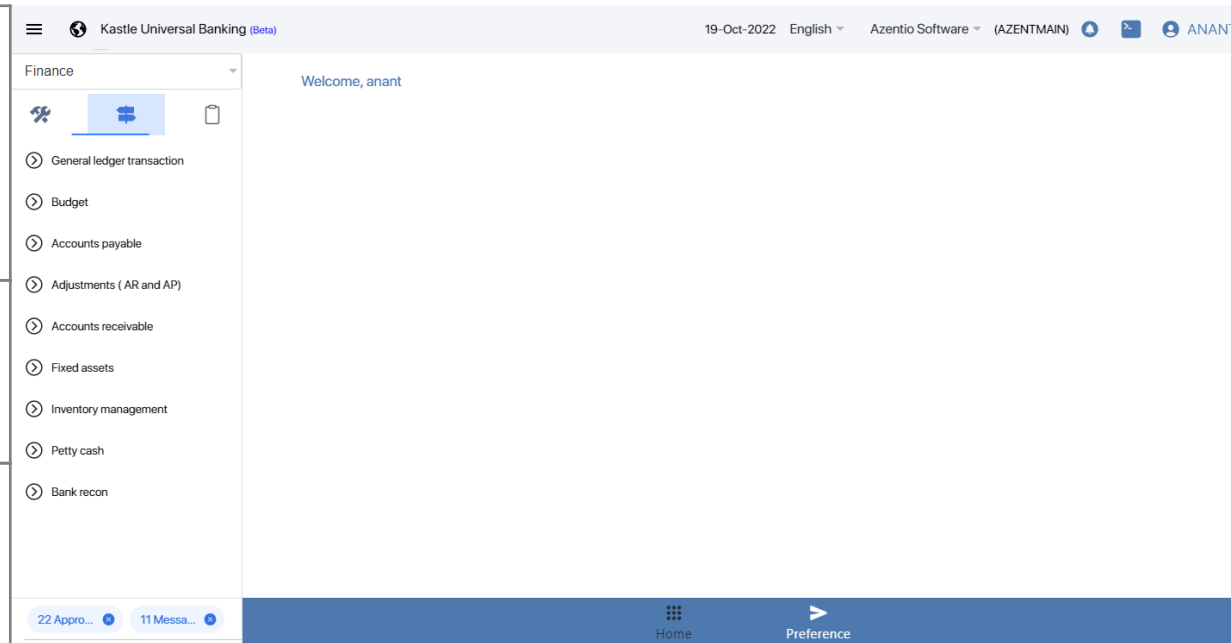 Kastle Universal Banking (Beta)
19-Oct-2022 English Azentio Software (AZENTMAIN) ANANT
Finance
Welcome, anant
General ledger transaction
Budget
Accounts payable
Adjustments ( AR and AP)
Accounts receivable
Fixed assets
Inventory management
Petty cash
Bank recon
22 Appro... 11 Messa...
Home Preference